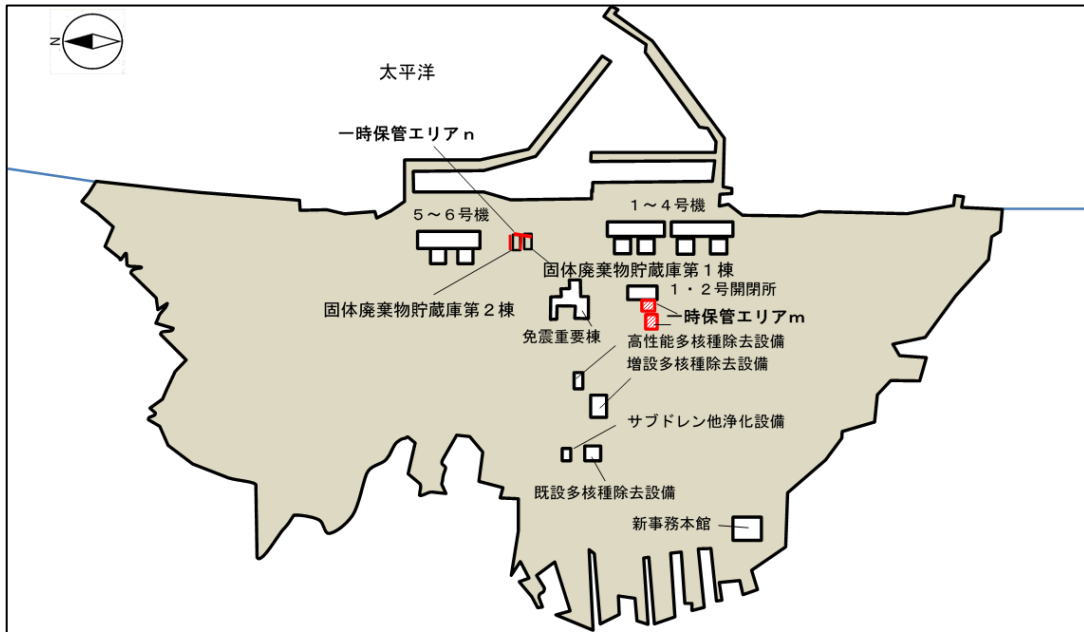 N
太平洋
一時保管エリアn
5～6号機
1～4号機
固体廃棄物貯蔵庫第1棟
1・2号開閉所
固体廃棄物貯蔵庫第2棟
一時保管エリアm
免震重要棟
高性能多核種除去設備
増設多核種除去設備
サブドレン他浄化設備
既設多核種除去設備
新事務本館